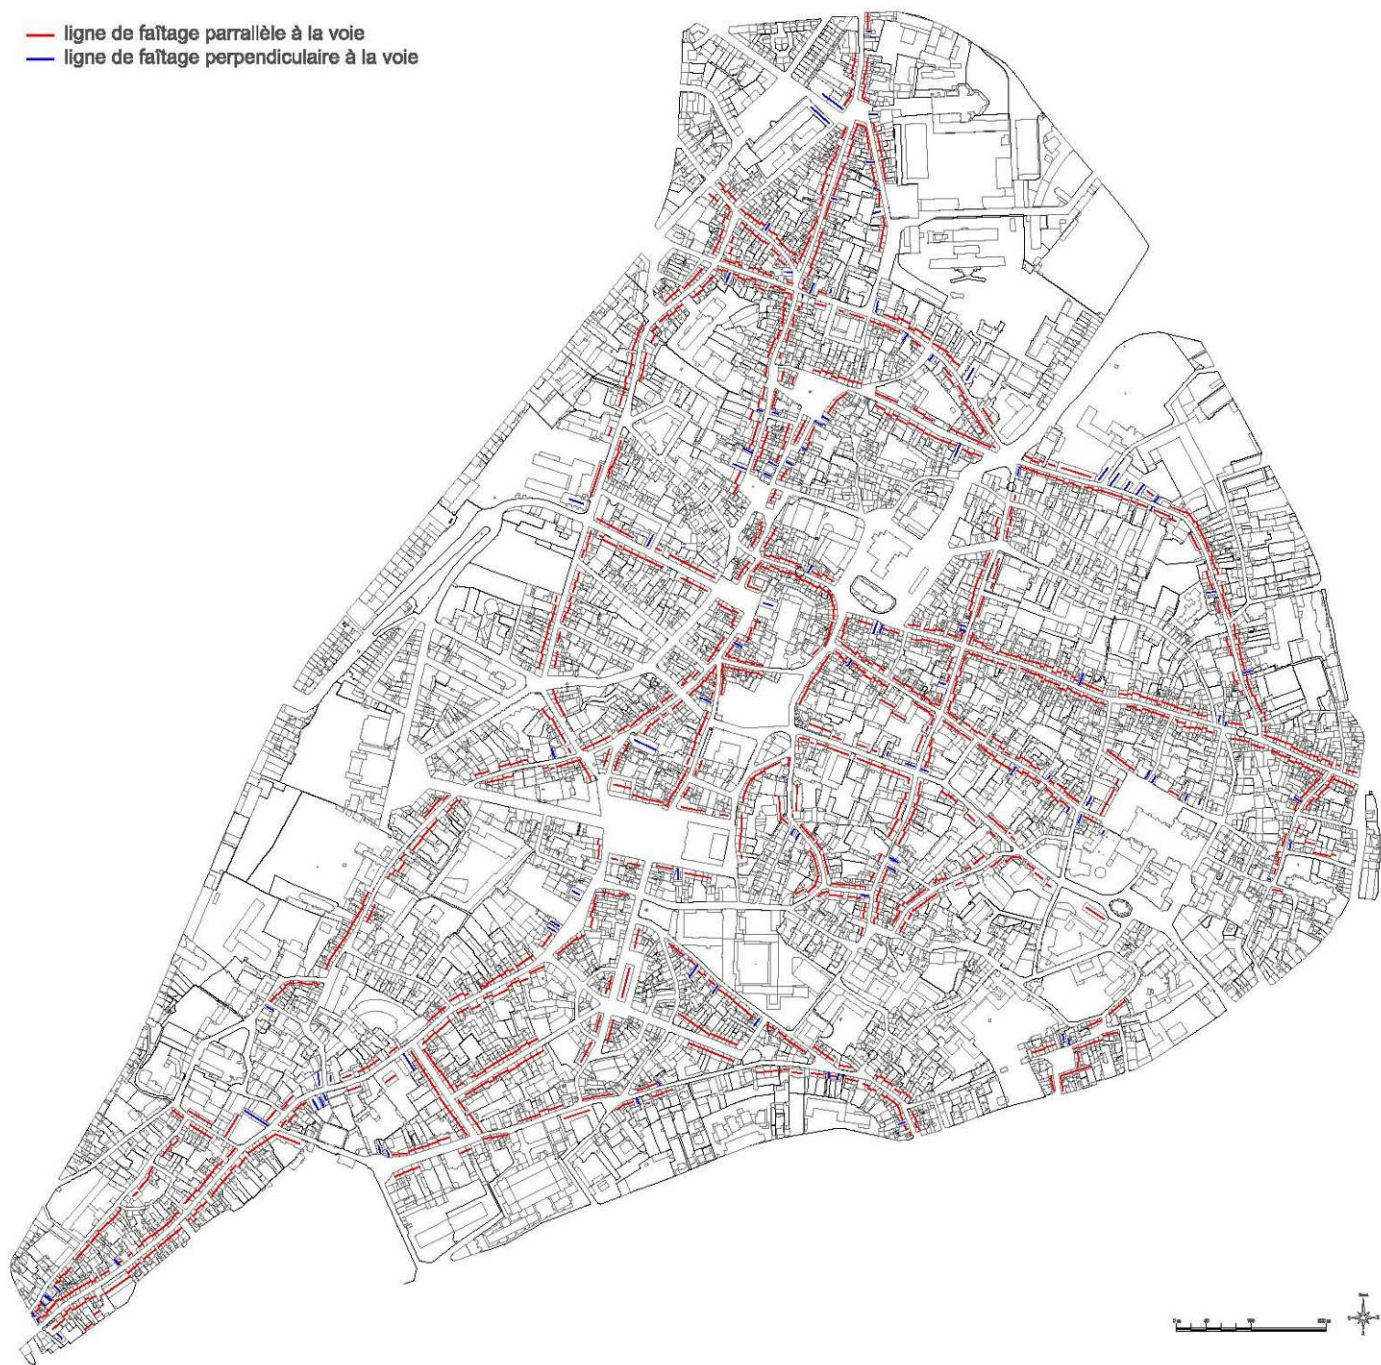 ligne de faîtage parrallèle à la voie
ligne de faîtage perpendiculaire à la voie